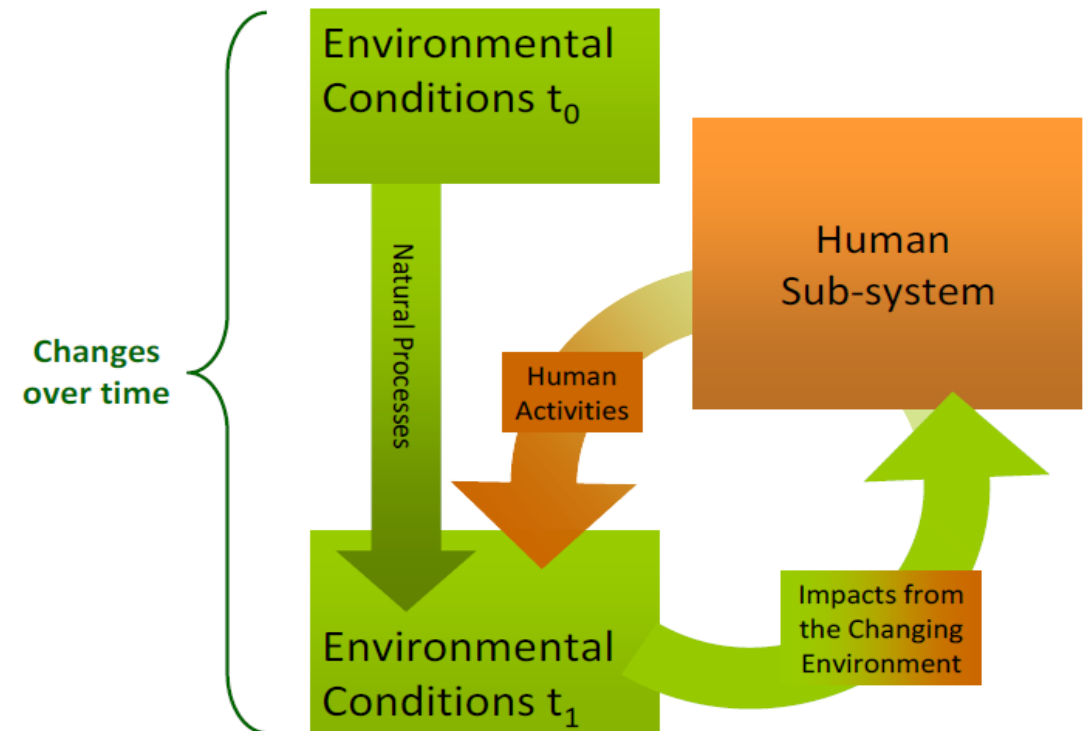 Environmental
Conditions t₀
Human
Sub-system
Natural Processes
Changes
over time
Human
Activities
Impacts from
the Changing
Environment
Environmental
Conditions t₁